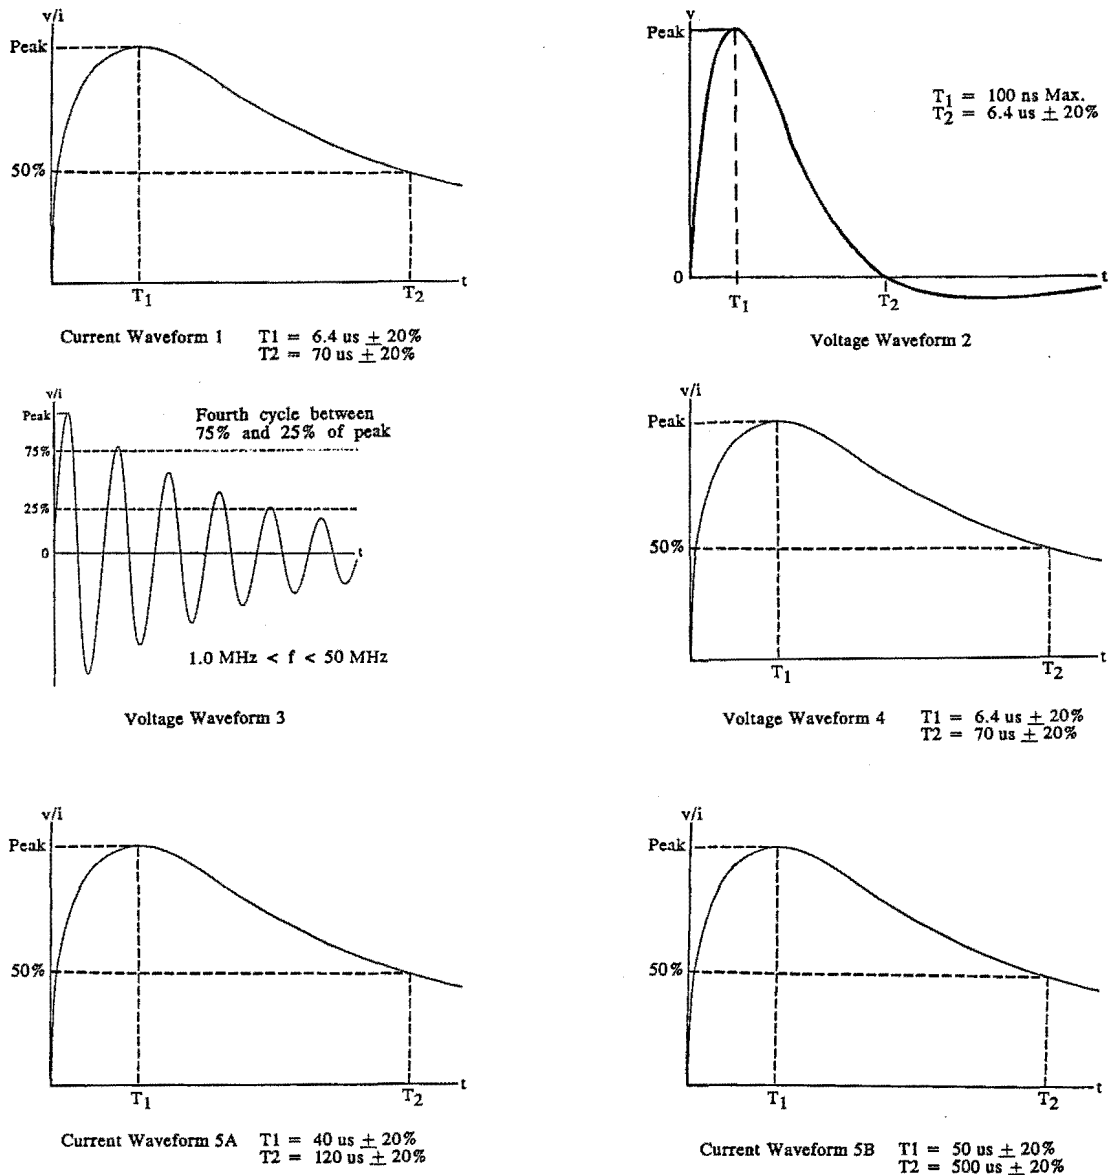 v/i
Peak
50%
T1
T2
t
Current Waveform 1
T1 = 6.4 us ± 20%
T2 = 70 us ± 20%
v
Peak
T1 = 100 ns Max.
T2 = 6.4 us ± 20%
0
T1
T2
t
Voltage Waveform 2
v/i
Peak
75%
25%
0
t
Fourth cycle between
75% and 25% of peak
1.0 MHz < f < 50 MHz
Voltage Waveform 3
v/i
Peak
50%
T1
T2
t
Voltage Waveform 4
T1 = 6.4 us ± 20%
T2 = 70 us ± 20%
v/i
Peak
50%
T1
T2
t
Current Waveform 5A
T1 = 40 us ± 20%
T2 = 120 us ± 20%
v/i
Peak
50%
T1
T2
t
Current Waveform 5B
T1 = 50 us ± 20%
T2 = 500 us ± 20%